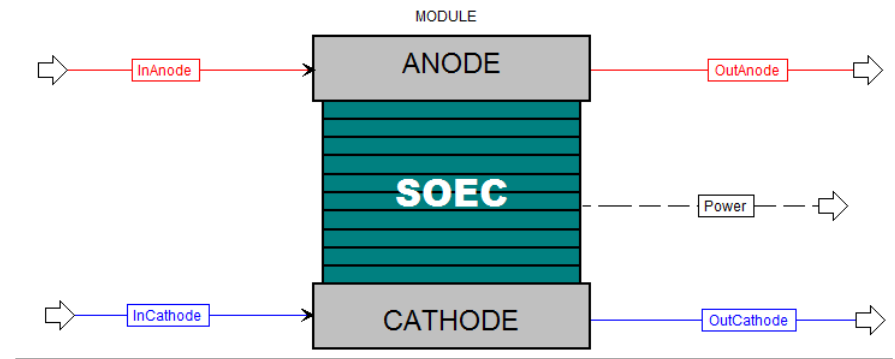 MODULE
ANODE
InAnode
OutAnode
SOEC
Power
InCathode
CATHODE
OutCathode